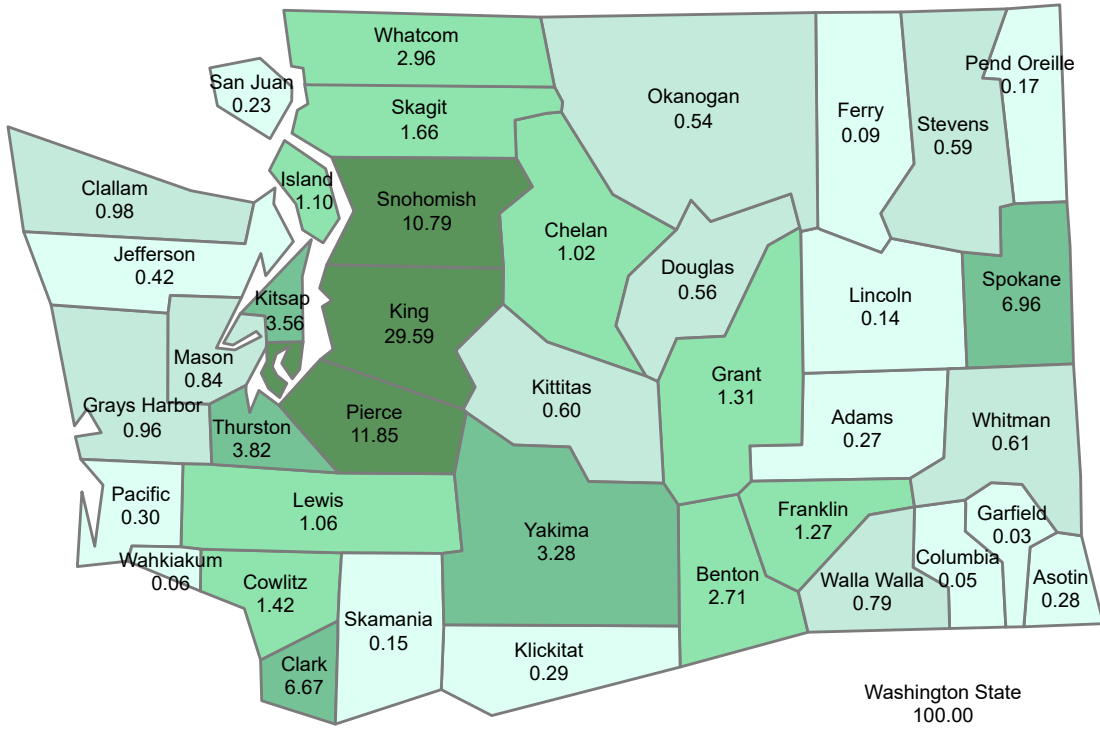 Whatcom
2.96
San Juan
0.23
Skagit
1.66
Okanogan
0.54
Ferry
0.09
Stevens
0.59
Pend Oreille
0.17
Clallam
0.98
Island
1.10
Snohomish
10.79
Chelan
1.02
Jefferson
0.42
Kitsap
3.56
King
29.59
Douglas
0.56
Lincoln
0.14
Spokane
6.96
Mason
0.84
Grays Harbor
0.96
Thurston
3.82
Pierce
11.85
Kittitas
0.60
Grant
1.31
Adams
0.27
Whitman
0.61
Pacific
0.30
Lewis
1.06
Yakima
3.28
Franklin
1.27
Garfield
0.03
Wahkiakum
0.06
Cowlitz
1.42
Benton
2.71
Walla Walla
0.79
Columbia
0.05
Asotin
0.28
Skamania
0.15
Clark
6.67
Klickitat
0.29
Washington State
100.00